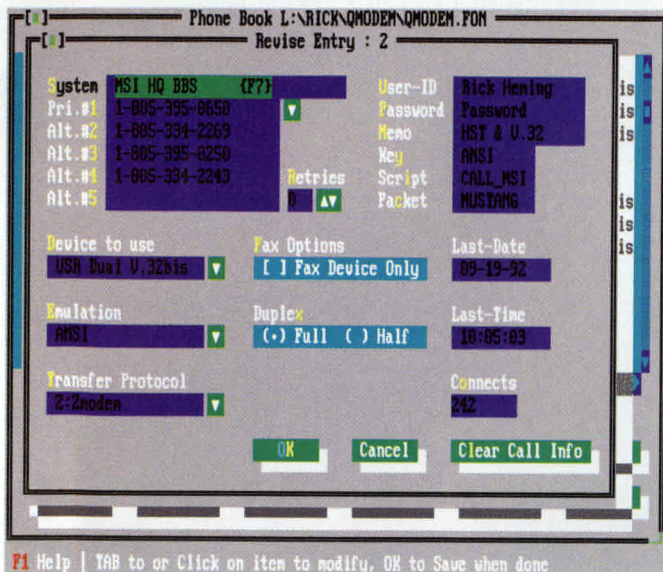 Phone Book L:\RICK\QMODEM\QMODEM.FON
Revise Entry : 2
System MSI HQ BBS {F7} User-ID Rick Heming is
Pri.#1 1-805-395-0650 Password Password is
Alt.#2 1-805-334-2269 Memo HST & V.32 is
Alt.#3 1-805-395-0250 Key ANSI
Alt.#4 1-805-334-2243 Retries Script CALL_MSI is
Alt.#5 0 Packet MUSTANG is
is
Device to use Fax Options Last-Date
USR Dual V.32bis [ ] Fax Device Only 09-19-92
Emulation Duplex Last-Time
ANSI (•) Full ( ) Half 10:05:03
Transfer Protocol Connects
Z:Zmodem 242
OK Cancel Clear Call Info
F1 Help | TAB to or Click on item to modify, OK to Save when done